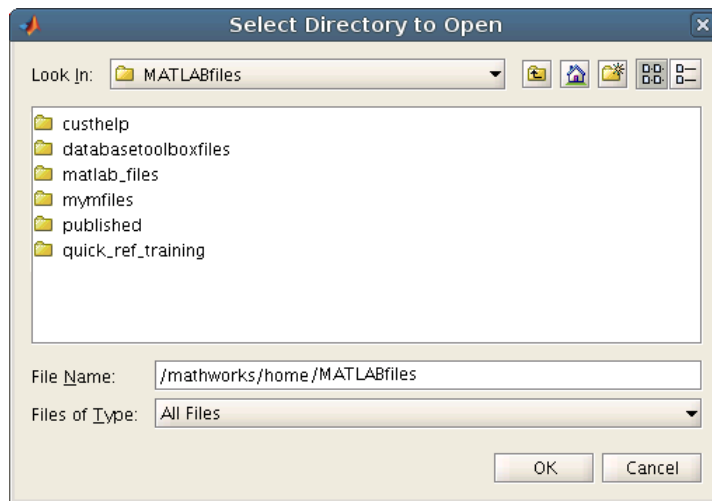 Select Directory to Open
Look In: MATLABfiles
custhelp
databasetoolboxfiles
matlab_files
mymfiles
published
quick_ref_training
File Name: /mathworks/home/MATLABfiles
Files of Type: All Files
OK Cancel